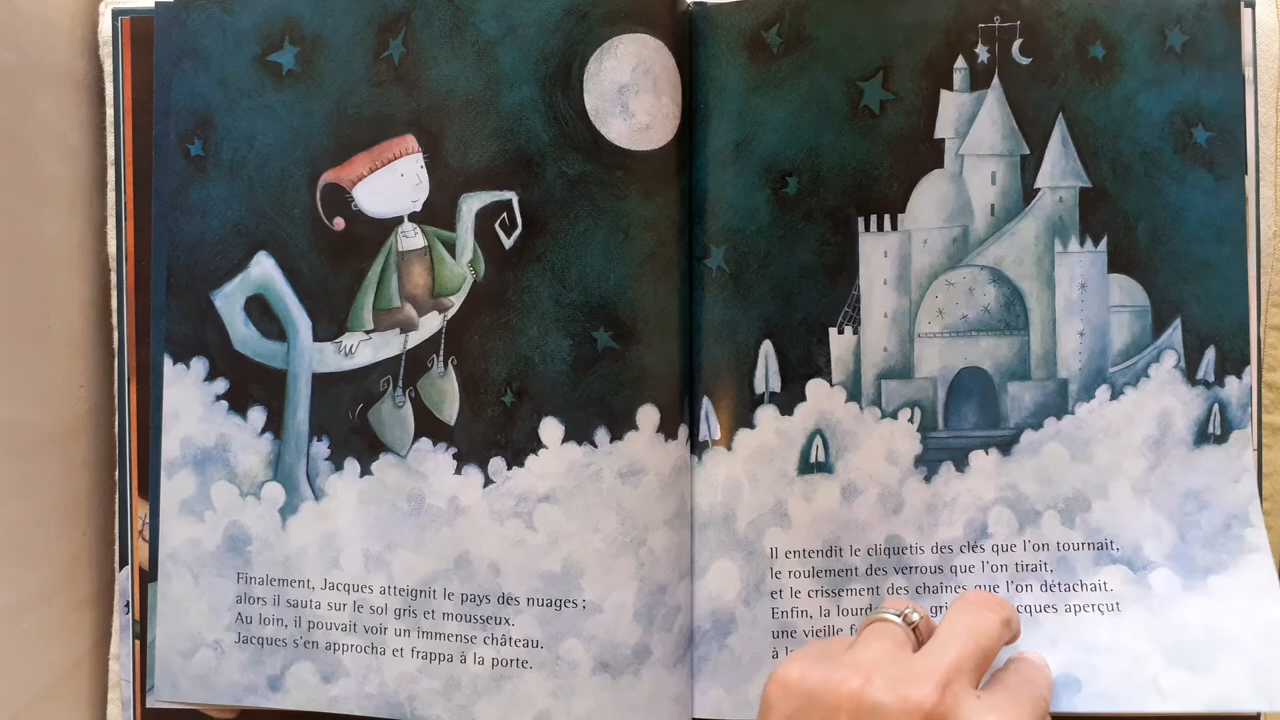 Finalement, Jacques atteignit le pays des nuages ;
alors il sauta sur le sol gris et mousseux.
Au loin, il pouvait voir un immense château.
Jacques s'en approcha et frappa à la porte.
Il entendit le cliquetis des clés que l'on tournait,
le roulement des verrous que l'on tirait,
et le crissement des chaînes que l'on détachait.
Enfin, la aperçut
une vieille
à